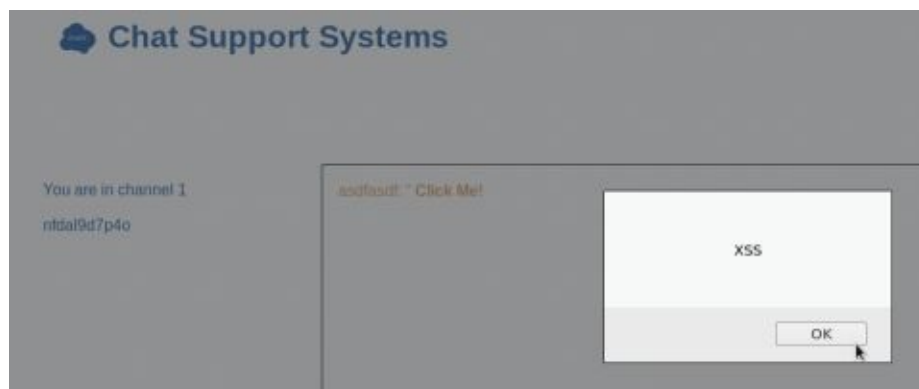 Chat Support Systems
You are in channel 1
nfdal9d7p4o
asdfasdf: " Click Me!
xss
OK